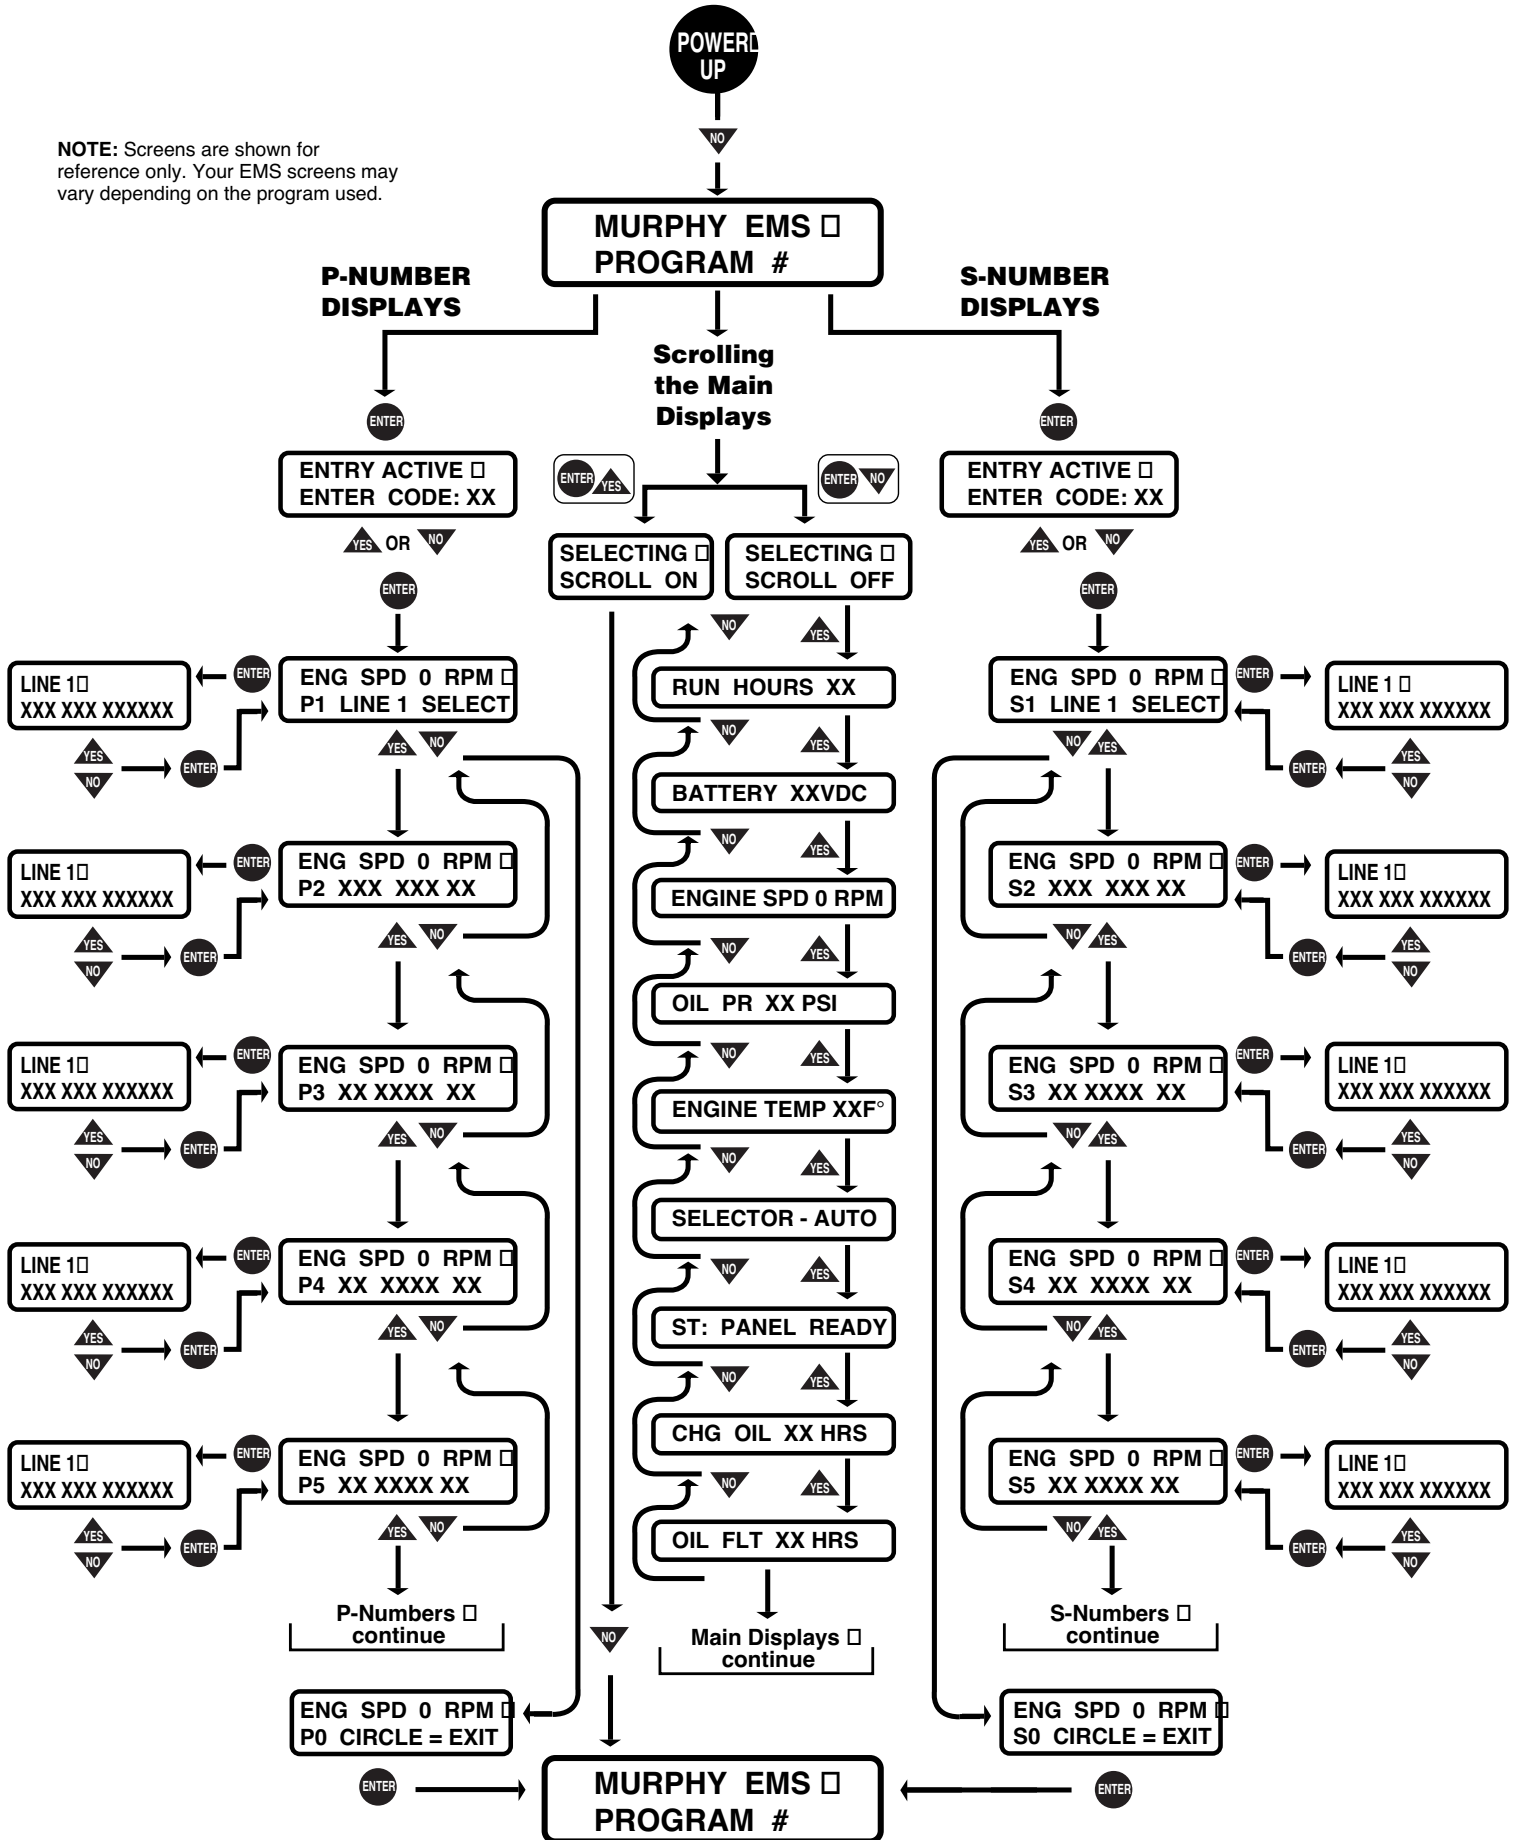 POWER
UP
NO
NOTE: Screens are shown for
reference only. Your EMS screens may
vary depending on the program used.
MURPHY EMS
PROGRAM #
P-NUMBER
DISPLAYS
ENTER
ENTRY ACTIVE
ENTER CODE: XX
YES OR NO
ENTER
ENG SPD 0 RPM
P1 LINE 1 SELECT
ENTER
LINE 1
XXX XXX XXXXXX
YES
NO
ENTER
YES NO
ENG SPD 0 RPM
P2 XXX XXX XX
ENTER
LINE 1
XXX XXX XXXXXX
YES
NO
ENTER
YES NO
ENG SPD 0 RPM
P3 XX XXXX XX
ENTER
LINE 1
XXX XXX XXXXXX
YES
NO
ENTER
YES NO
ENG SPD 0 RPM
P4 XX XXXX XX
ENTER
LINE 1
XXX XXX XXXXXX
YES
NO
ENTER
YES NO
ENG SPD 0 RPM
P5 XX XXXX XX
ENTER
LINE 1
XXX XXX XXXXXX
YES
NO
ENTER
YES NO
P-Numbers
continue
ENG SPD 0 RPM
P0 CIRCLE = EXIT
ENTER
Scrolling
the Main
Displays
ENTER YES
ENTER NO
SELECTING
SCROLL ON
SELECTING
SCROLL OFF
NO YES
RUN HOURS XX
NO YES
BATTERY XXVDC
NO YES
ENGINE SPD 0 RPM
NO YES
OIL PR XX PSI
NO YES
ENGINE TEMP XXF°
NO YES
SELECTOR - AUTO
NO YES
ST: PANEL READY
NO YES
CHG OIL XX HRS
NO YES
OIL FLT XX HRS
NO
Main Displays
continue
S-NUMBER
DISPLAYS
ENTER
ENTRY ACTIVE
ENTER CODE: XX
YES OR NO
ENTER
ENG SPD 0 RPM
S1 LINE 1 SELECT
ENTER
LINE 1
XXX XXX XXXXXX
YES
NO
ENTER
NO YES
ENG SPD 0 RPM
S2 XXX XXX XX
ENTER
LINE 1
XXX XXX XXXXXX
YES
NO
ENTER
NO YES
ENG SPD 0 RPM
S3 XX XXXX XX
ENTER
LINE 1
XXX XXX XXXXXX
YES
NO
ENTER
NO YES
ENG SPD 0 RPM
S4 XX XXXX XX
ENTER
LINE 1
XXX XXX XXXXXX
YES
NO
ENTER
NO YES
ENG SPD 0 RPM
S5 XX XXXX XX
ENTER
LINE 1
XXX XXX XXXXXX
YES
NO
ENTER
NO YES
S-Numbers
continue
ENG SPD 0 RPM
S0 CIRCLE = EXIT
ENTER
MURPHY EMS
PROGRAM #